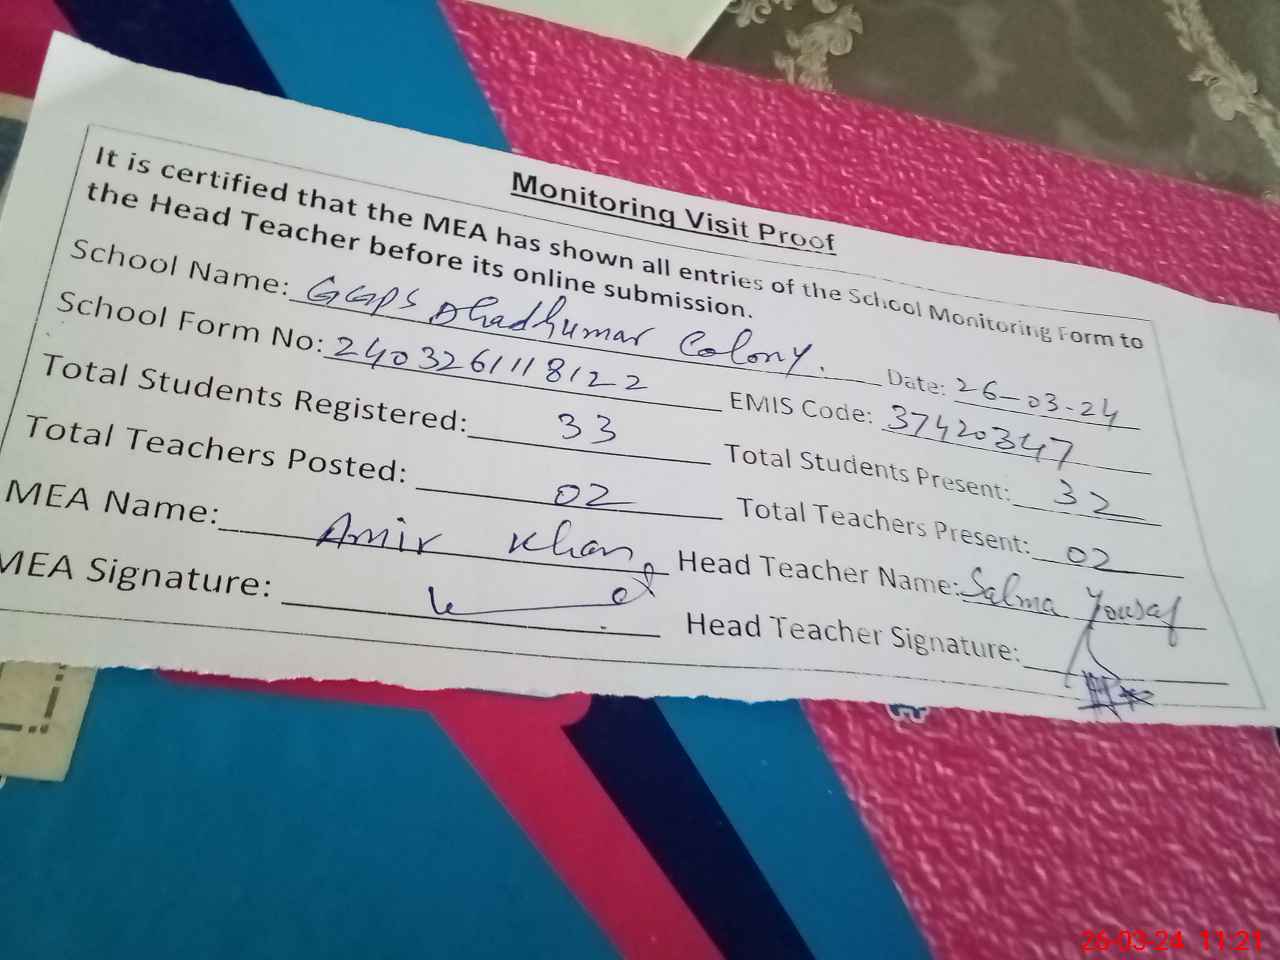 Monitoring Visit Proof
It is certified that the MEA has shown all entries of the School Monitoring Form to
the Head Teacher before its online submission.
School Name: GGPS Dhadhumar Colony. Date: 26-03-24
School Form No: 240326118122 EMIS Code: 37420347
Total Students Registered: 33 Total Students Present: 32
Total Teachers Posted: 02 Total Teachers Present: 02
MEA Name: Amir Khan Head Teacher Name: Salma Yousaf
MEA Signature: Head Teacher Signature:
26-03-24 11:21